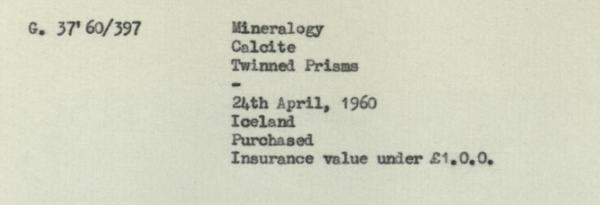 G. 37'60/397 Mineralogy
Calcite
Twinned Prisms
-
24th April, 1960
Iceland
Purchased
Insurance value under £1.0.0.